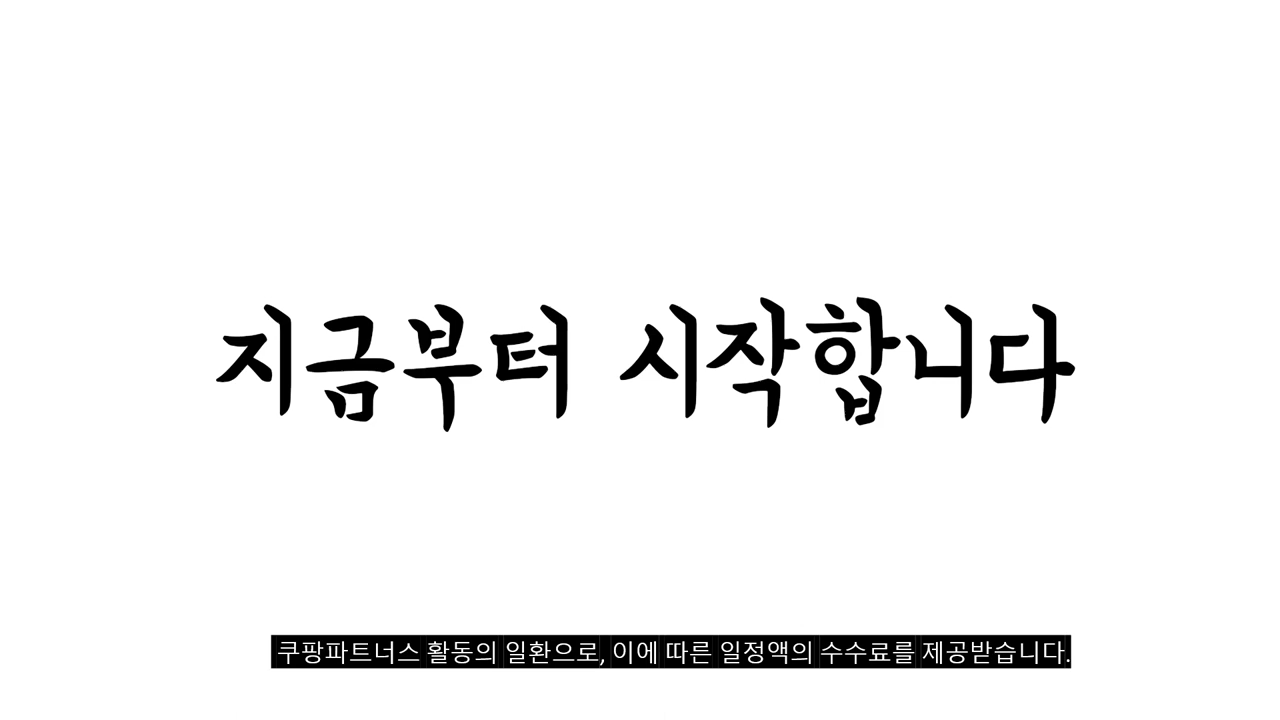 지금부터 시작합니다
쿠팡파트너스 활동의 일환으로, 이에 따른 일정액의 수수료를 제공받습니다.